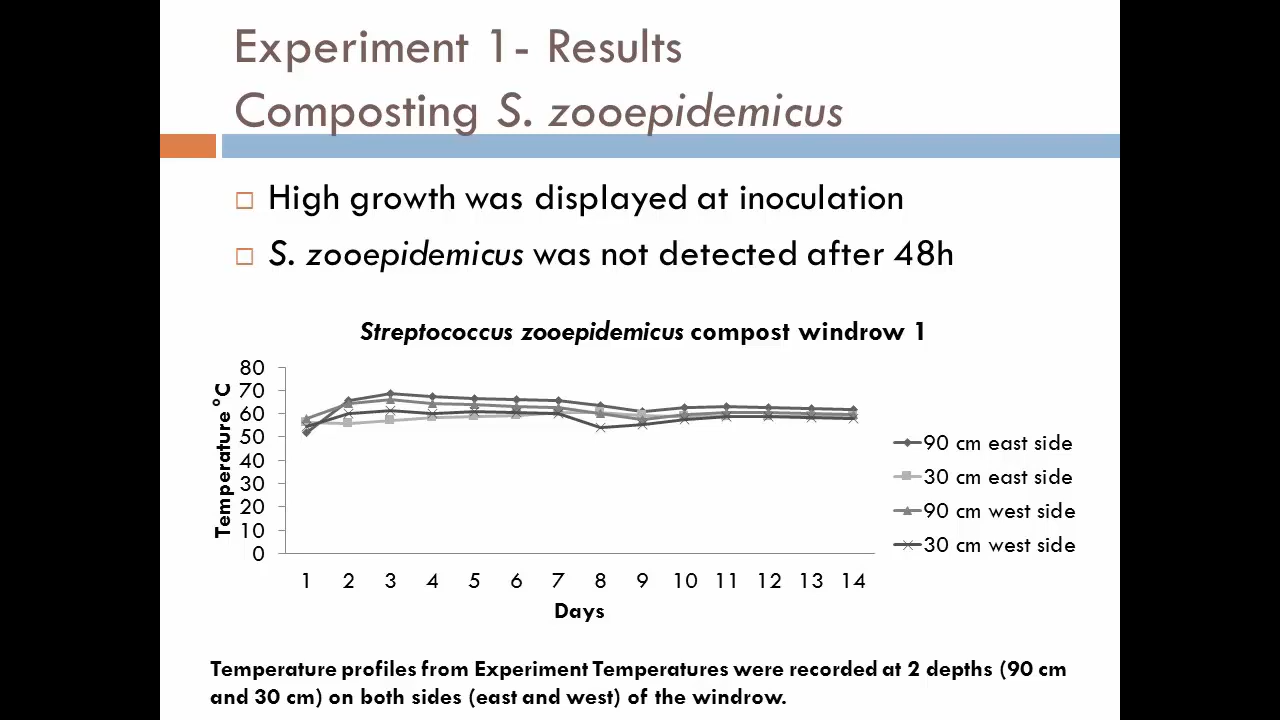 Experiment 1- Results
Composting S. zooepidemicus
High growth was displayed at inoculation
S. zooepidemicus was not detected after 48h
Streptococcus zooepidemicus compost windrow 1
Temperature °C
80
70
60
50
40
30
20
10
0
1 2 3 4 5 6 7 8 9 10 11 12 13 14
Days
90 cm east side
30 cm east side
90 cm west side
30 cm west side
Temperature profiles from Experiment Temperatures were recorded at 2 depths (90 cm
and 30 cm) on both sides (east and west) of the windrow.